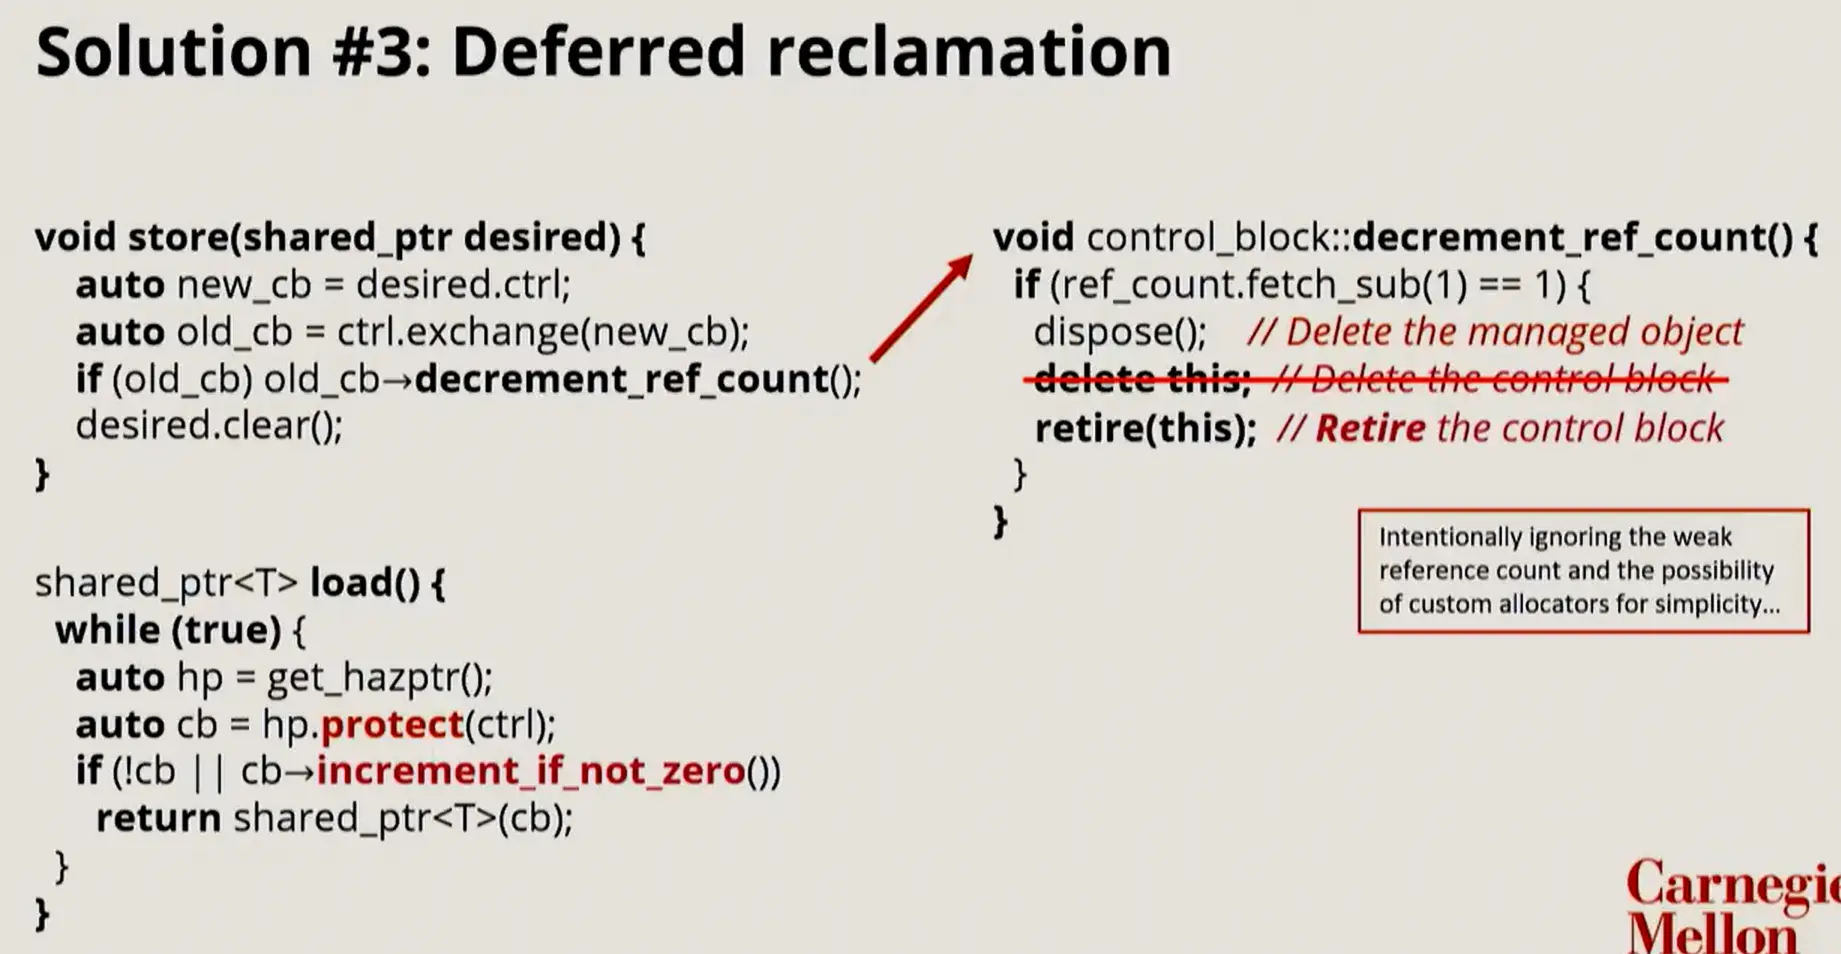 Solution #3: Deferred reclamation
void store(shared_ptr desired) {
auto new_cb = desired.ctrl;
auto old_cb = ctrl.exchange(new_cb);
if (old_cb) old_cb→decrement_ref_count();
desired.clear();
}
shared_ptr<T> load() {
while (true) {
auto hp = get_hazptr();
auto cb = hp.protect(ctrl);
if (!cb || cb→increment_if_not_zero())
return shared_ptr<T>(cb);
}
}
void control_block::decrement_ref_count() {
if (ref_count.fetch_sub(1) == 1) {
dispose(); // Delete the managed object
delete this; // Delete the control block
retire(this); // Retire the control block
}
}
Intentionally ignoring the weak
reference count and the possibility
of custom allocators for simplicity...
Carnegie
Mellon